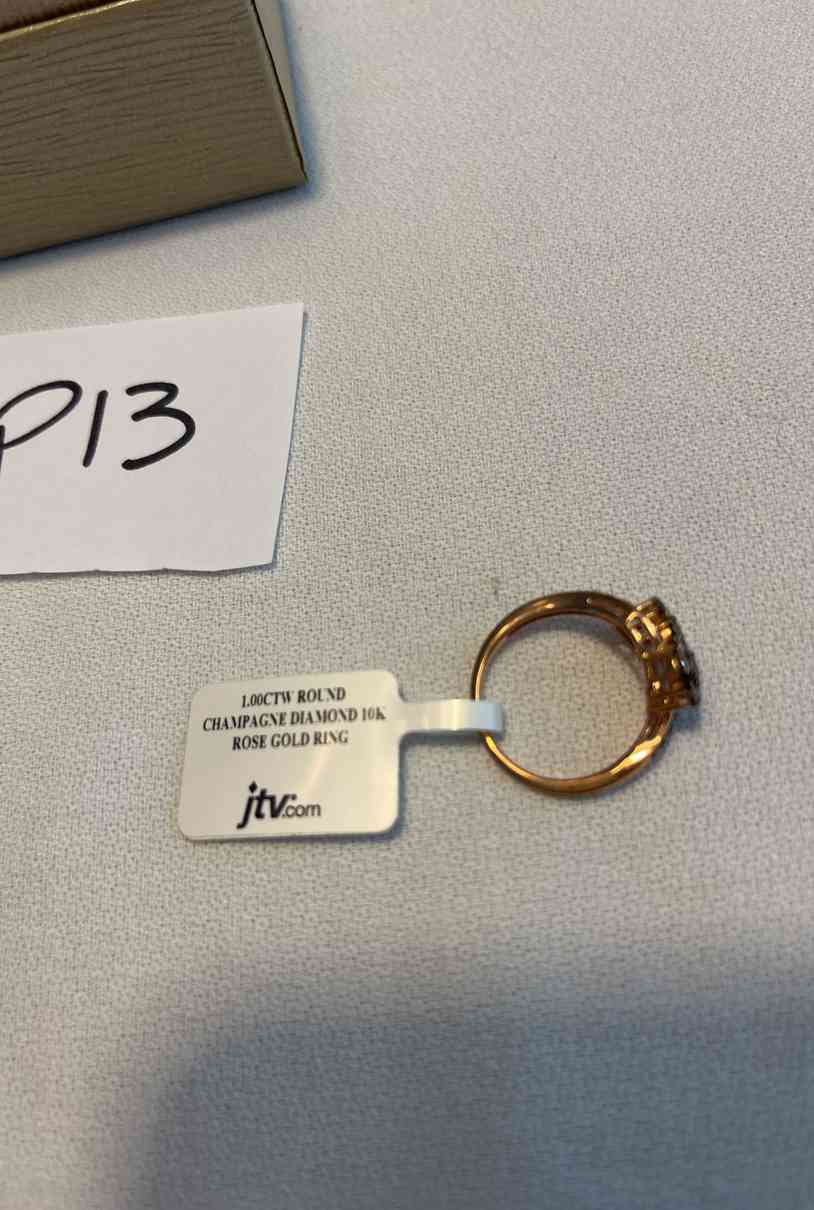 P13
1.00CTW ROUND
CHAMPAGNE DIAMOND 10K
ROSE GOLD RING
jtv.com